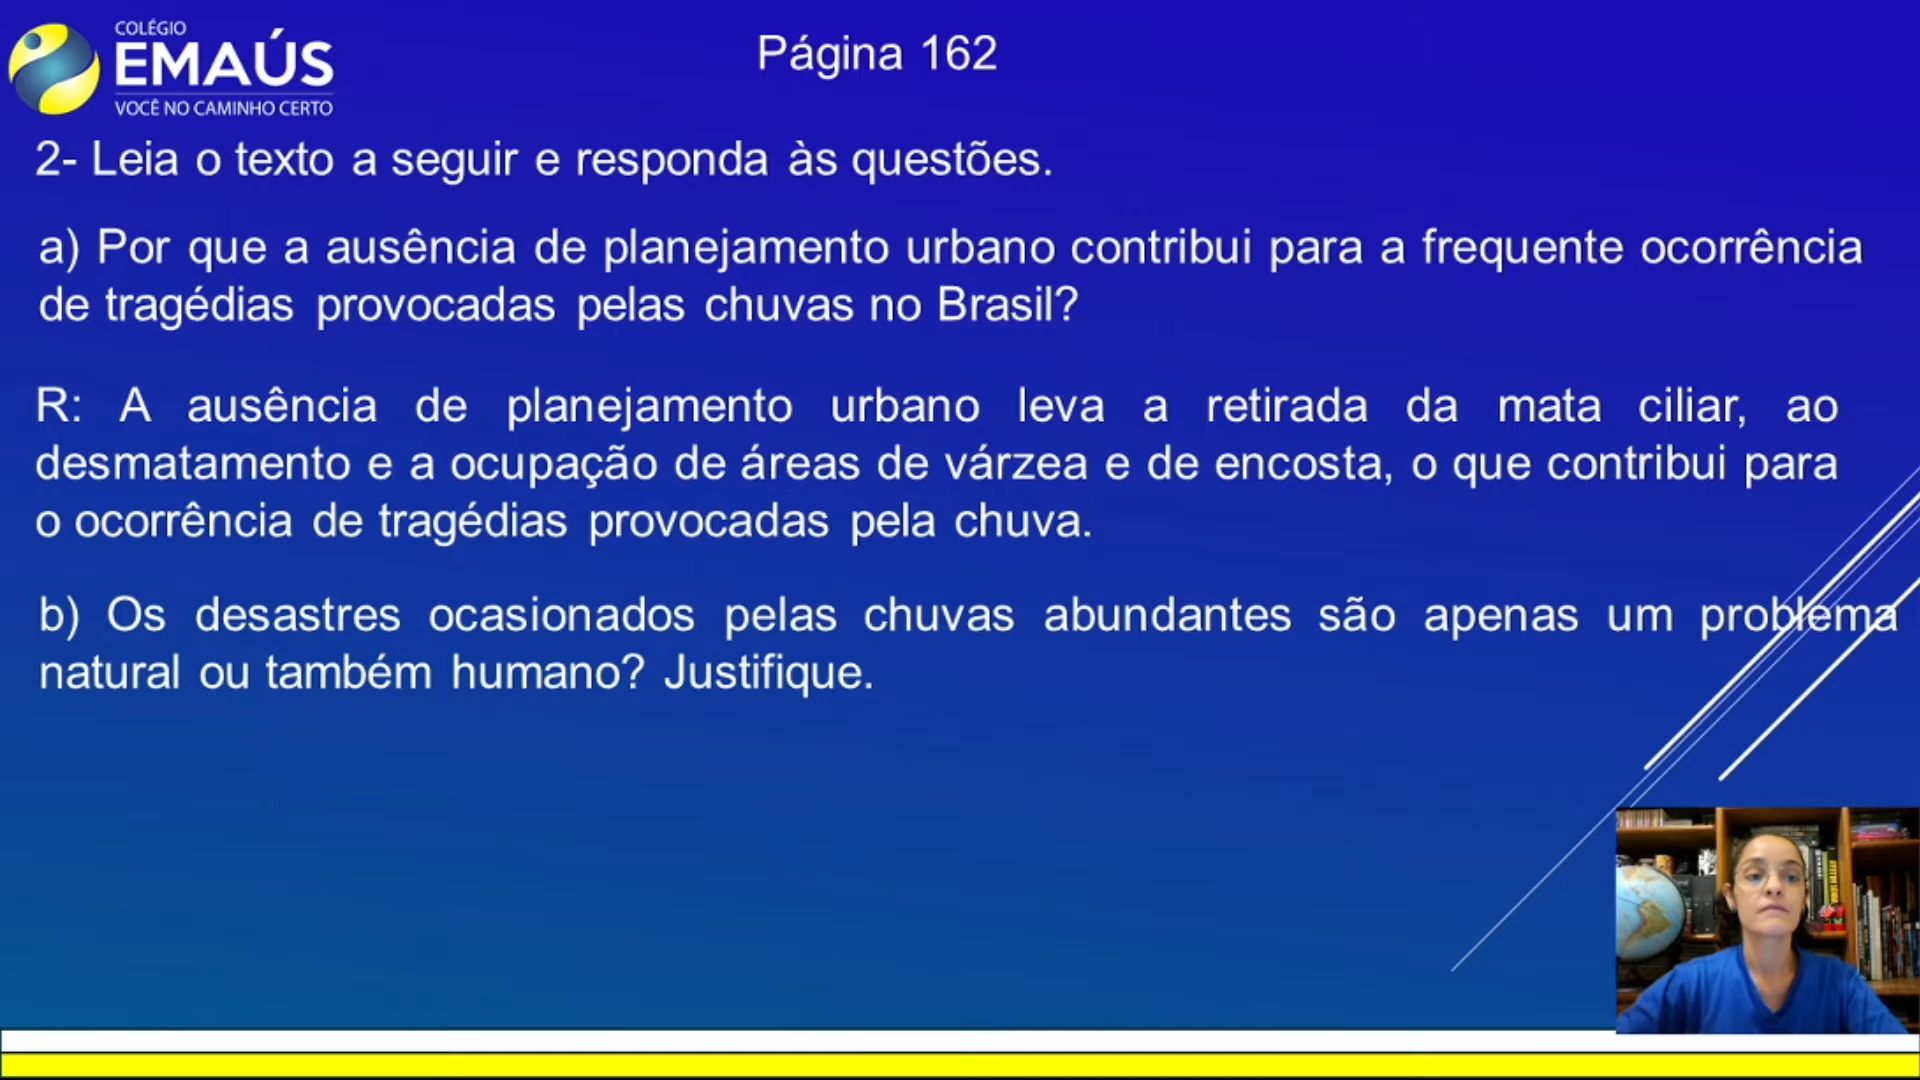 COLÉGIO
EMAÚS
VOCÊ NO CAMINHO CERTO
Página 162
2- Leia o texto a seguir e responda às questões.
a) Por que a ausência de planejamento urbano contribui para a frequente ocorrência
de tragédias provocadas pelas chuvas no Brasil?
R: A ausência de planejamento urbano leva a retirada da mata ciliar, ao
desmatamento e a ocupação de áreas de várzea e de encosta, o que contribui para
o ocorrência de tragédias provocadas pela chuva.
b) Os desastres ocasionados pelas chuvas abundantes são apenas um problema
natural ou também humano? Justifique.